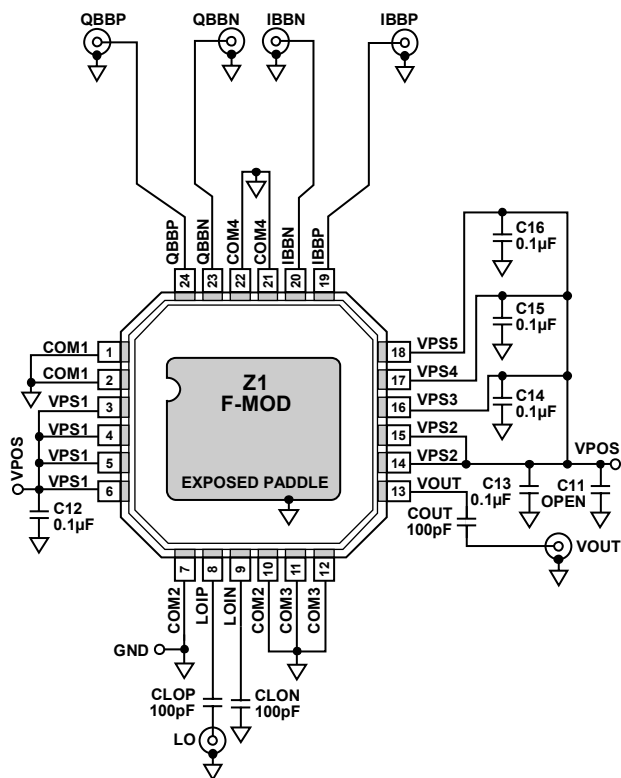 QBBP QBBN IBBN IBBP
QBBP QBBN COM4 COM4 IBBN IBBP
24 23 22 21 20 19
C16
0.1µF
C15
0.1µF
C14
0.1µF
COM1 1
COM1 2
VPS1 3
VPS1 4
VPS1 5
VPS1 6
VPOS
C12
0.1µF
Z1
F-MOD
EXPOSED PADDLE
18 VPS5
17 VPS4
16 VPS3
15 VPS2
14 VPS2
13 VOUT
VPOS
C13
0.1µF
C11
OPEN
COUT
100pF
VOUT
7 8 9 10 11 12
COM2 LOIP LOIN COM2 COM3 COM3
GND
CLOP
100pF
CLON
100pF
LO